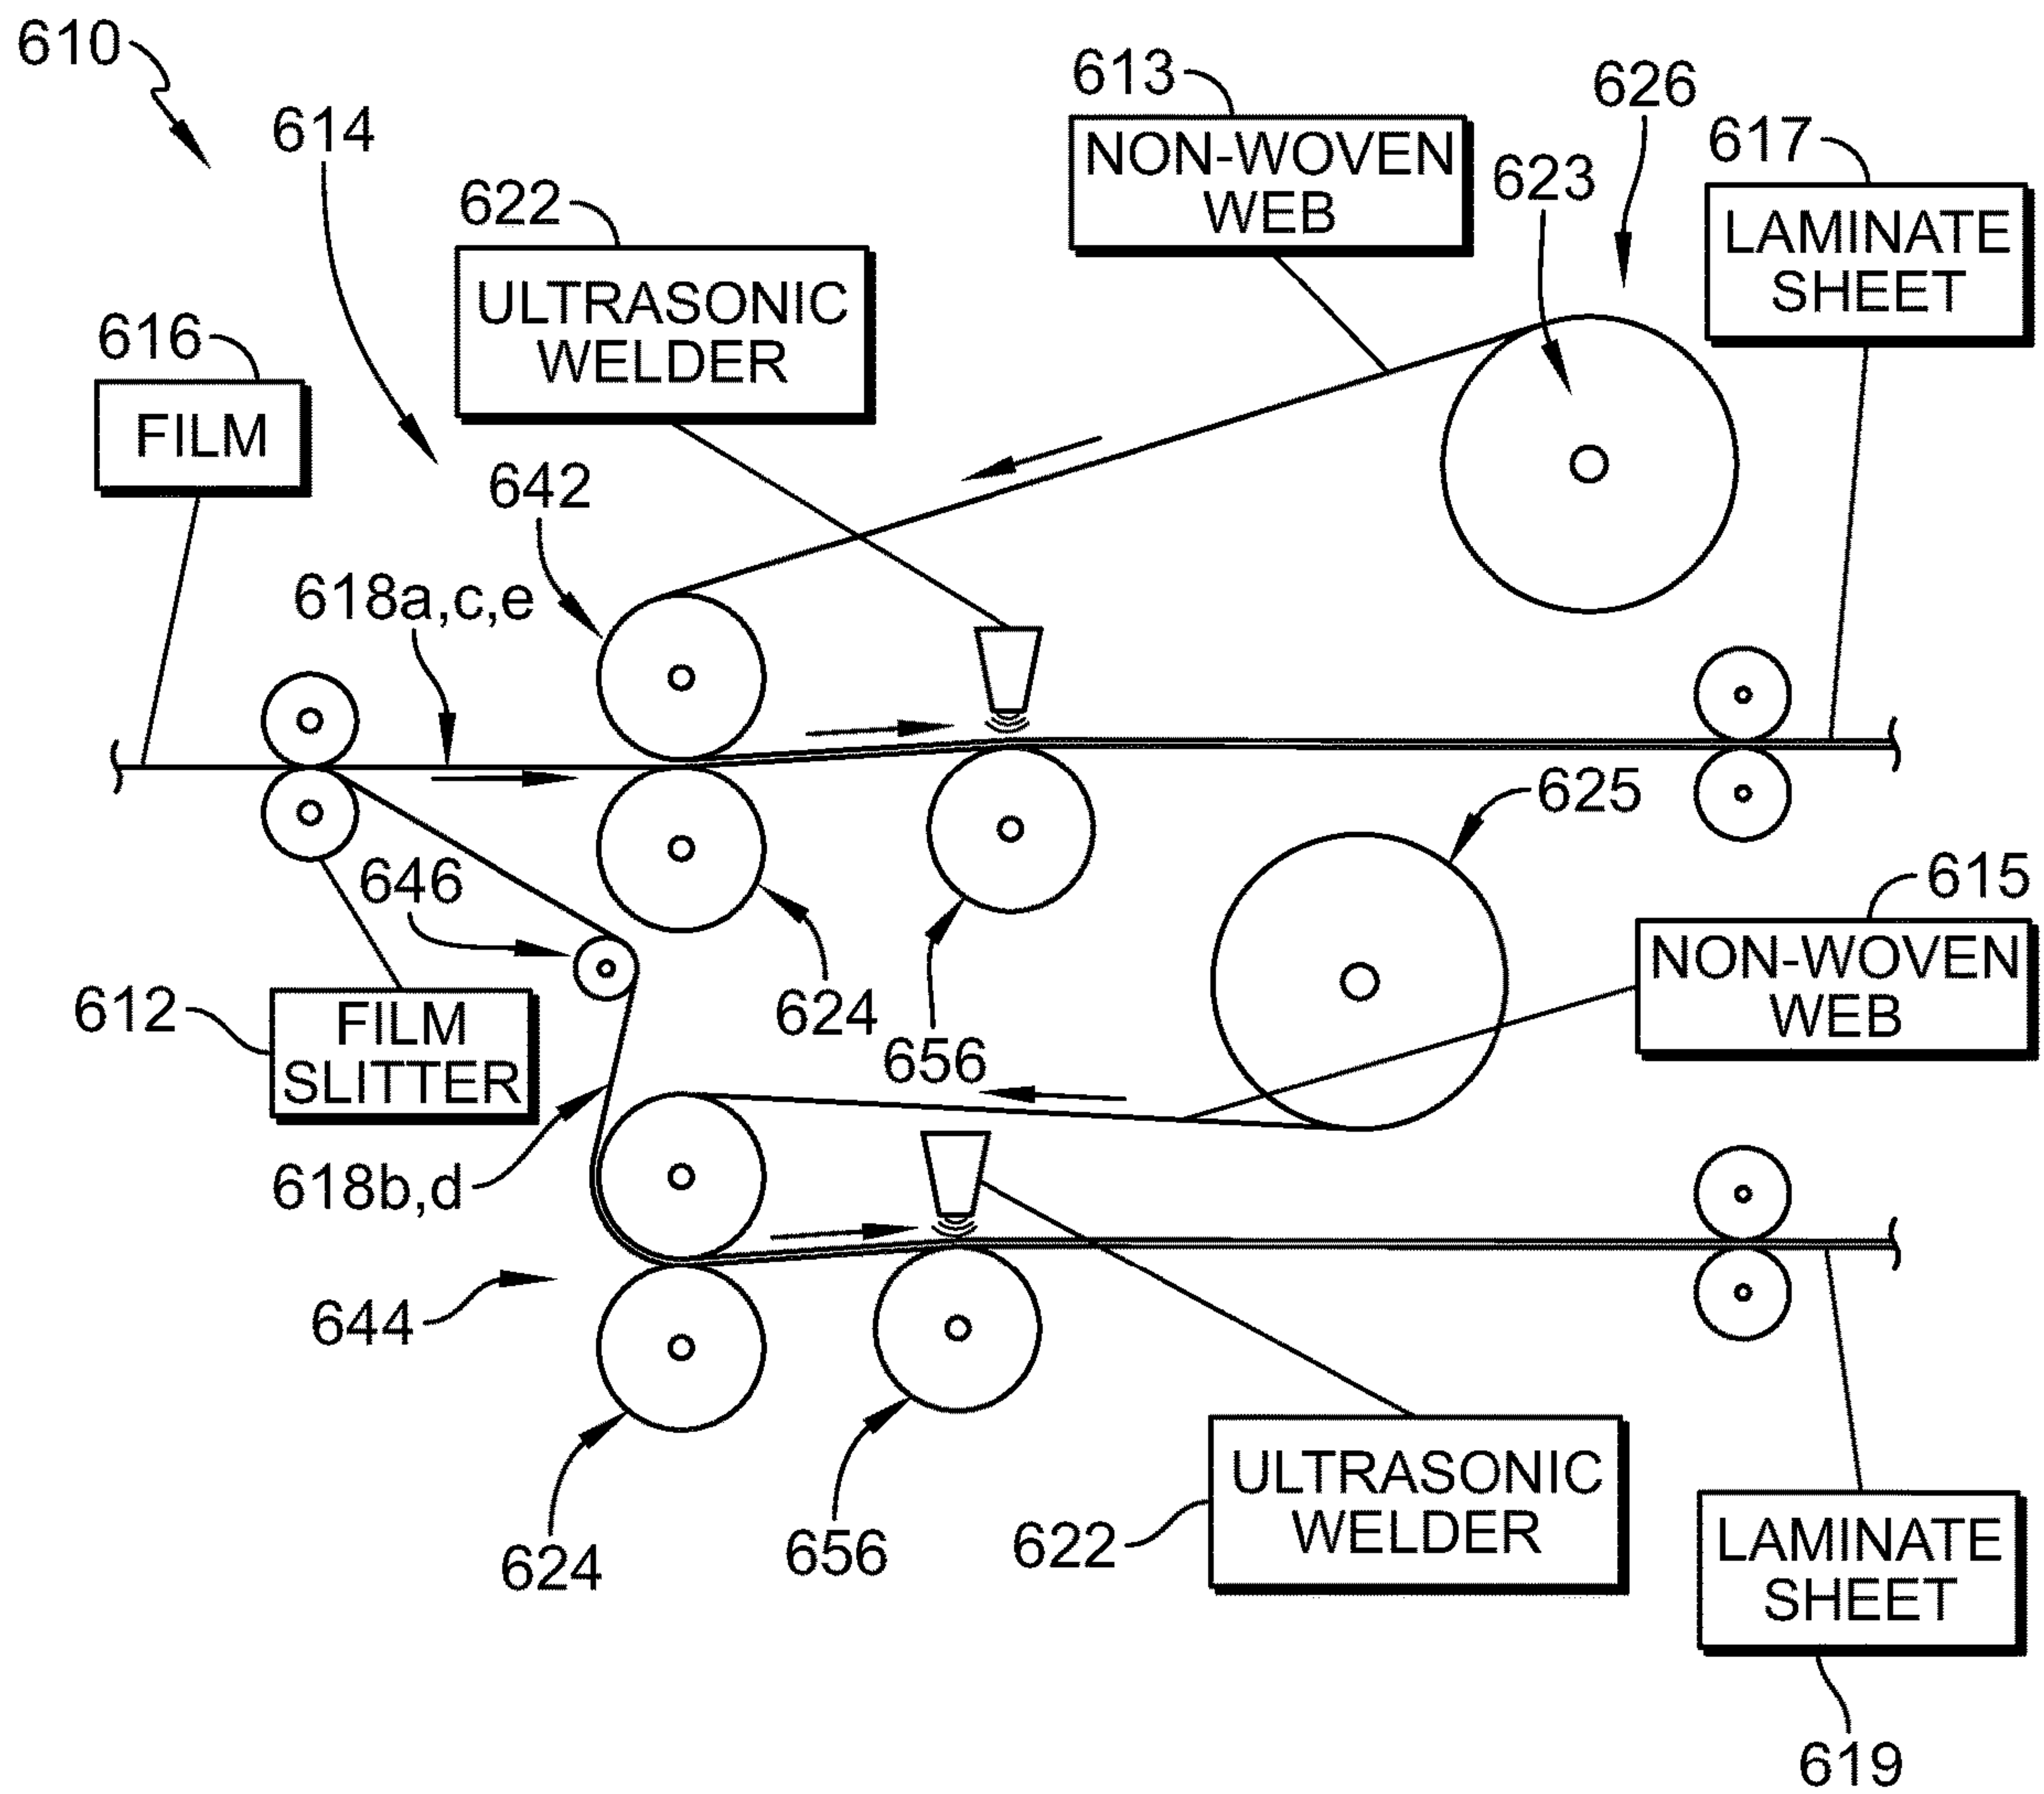 610
614
613
NON-WOVEN
WEB
626
623
617
LAMINATE
SHEET
622
ULTRASONIC
WELDER
616
FILM
642
618a,c,e
625
646
624
656
615
NON-WOVEN
WEB
612
FILM
SLITTER
618b,d
644
624
656
622
ULTRASONIC
WELDER
LAMINATE
SHEET
619